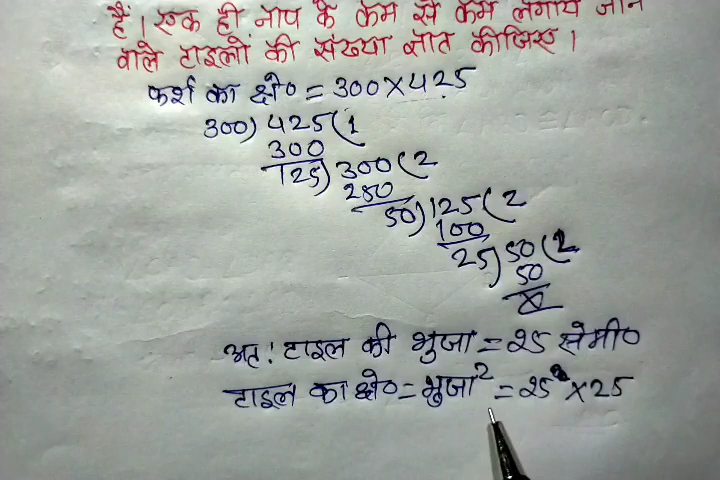 हैं। एक ही नाप के कम से कम लगाये जाने
वाले टाइलों की संख्या ज्ञात कीजिए।
फर्श का क्षे० = 300×425
300) 425(1
300
125) 300(2
250
50) 125(2
100
25) 50(2
50
×
अतः टाइल की भुजा = 25 सेमी०
टाइल का क्षे० = भुजा² = 25 × 25